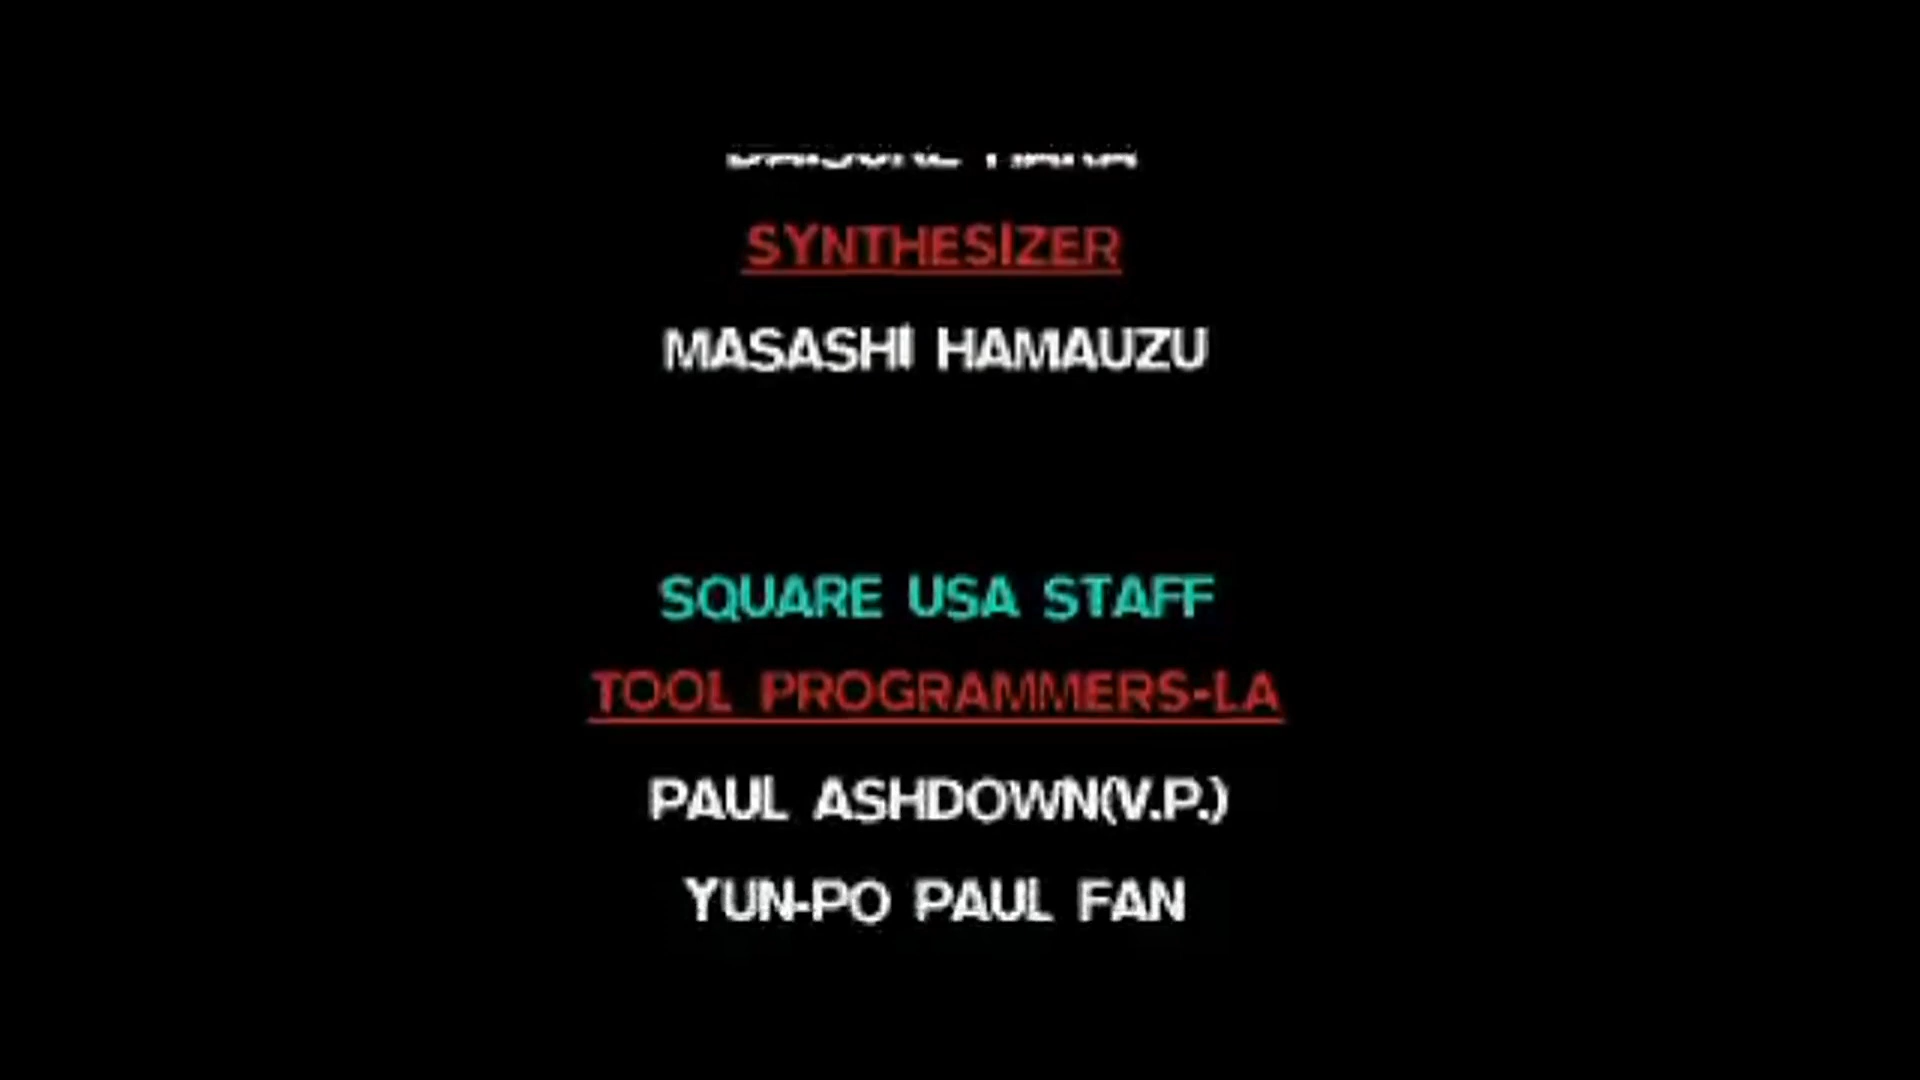 SYNTHESIZER
MASASHI HAMAUZU
SQUARE USA STAFF
TOOL PROGRAMMERS-LA
PAUL ASHDOWN(V.P.)
YUN-PO PAUL FAN